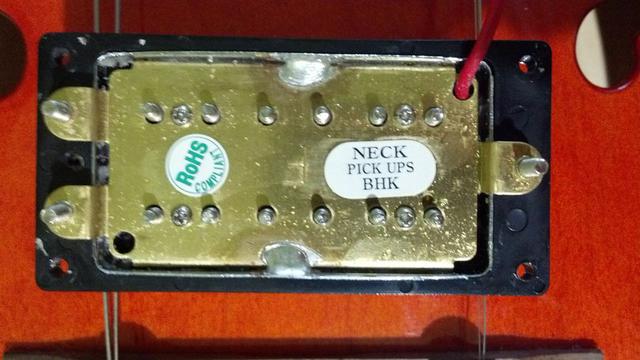 RoHS
COMPLIANT
NECK
PICK UPS
BHK